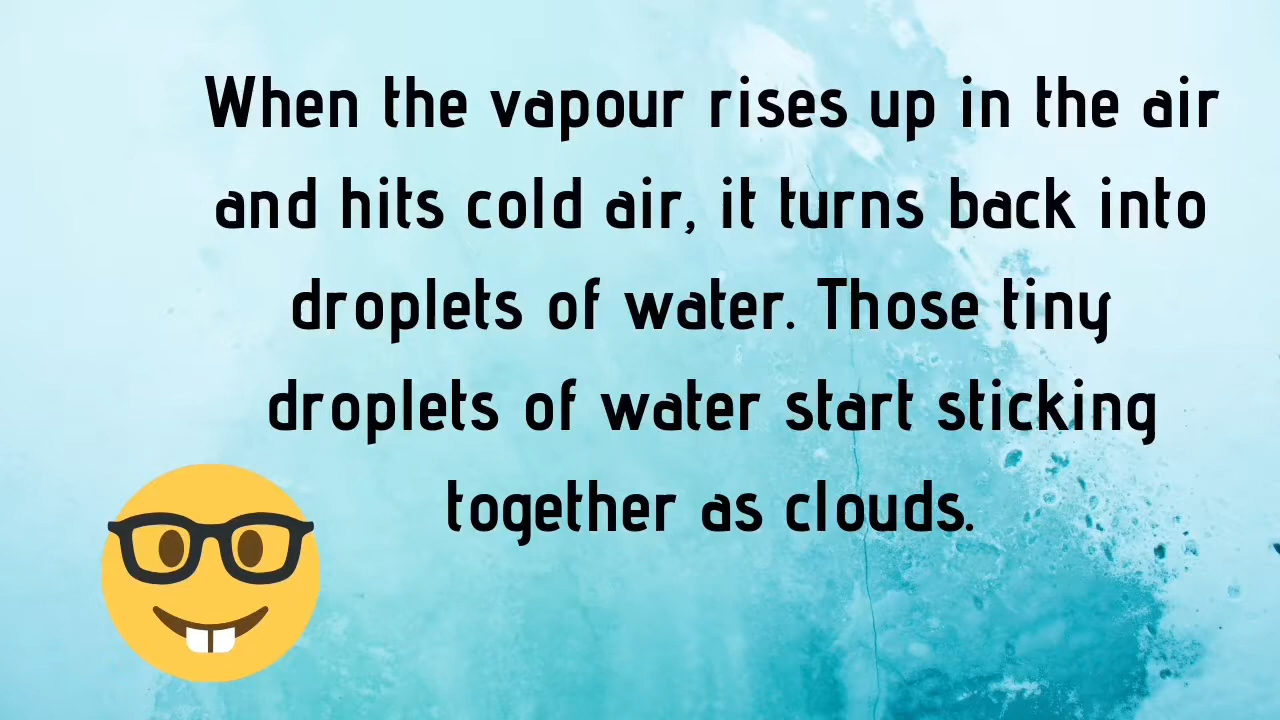 When the vapour rises up in the air
and hits cold air, it turns back into
droplets of water. Those tiny
droplets of water start sticking
together as clouds.